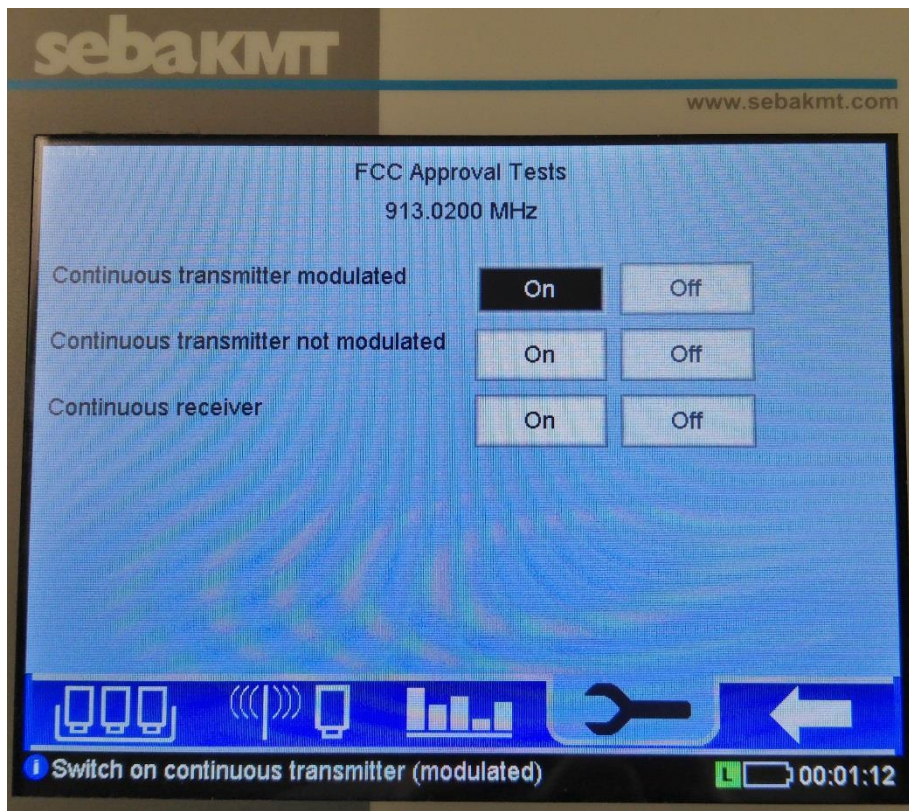 sebaKMT
www.sebakmt.com
FCC Approval Tests
913.0200 MHz
Continuous transmitter modulated On Off
Continuous transmitter not modulated On Off
Continuous receiver On Off
i Switch on continuous transmitter (modulated) L 00:01:12